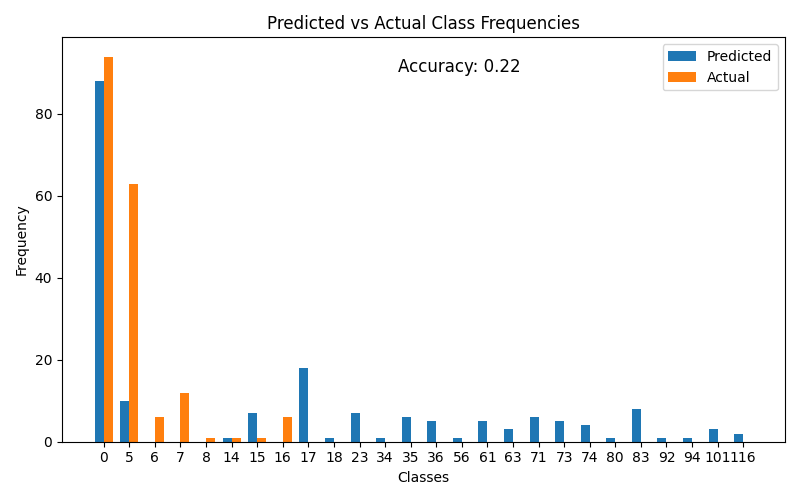 Predicted vs Actual Class Frequencies
Accuracy: 0.22
Predicted
Actual
Frequency
80
60
40
20
0
0 5 6 7 8 14 15 16 17 18 23 34 35 36 56 61 63 71 73 74 80 83 92 94 101 116
Classes